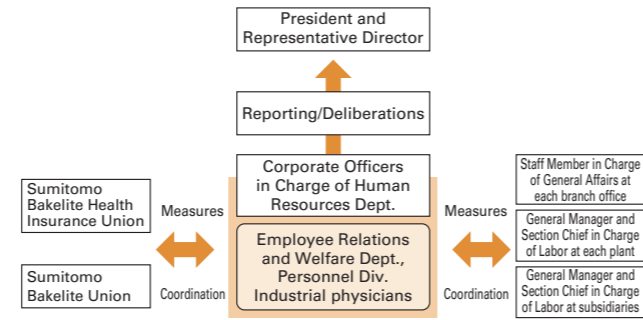 President and
Representative Director
Reporting/Deliberations
Corporate Officers
in Charge of Human
Resources Dept.
Employee Relations
and Welfare Dept.,
Personnel Div.
Industrial physicians
Sumitomo
Bakelite Health
Insurance Union
Sumitomo
Bakelite Union
Measures
Coordination
Measures
Coordination
Staff Member in Charge
of General Affairs at
each branch office
General Manager and
Section Chief in Charge
of Labor at each plant
General Manager and
Section Chief in Charge
of Labor at subsidiaries